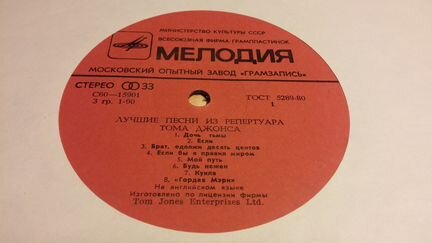 МИНИСТЕРСТВО КУЛЬТУРЫ СССР
ВСЕСОЮЗНАЯ ФИРМА ГРАМПЛАСТИНОК
МЕЛОДИЯ
МОСКОВСКИЙ ОПЫТНЫЙ ЗАВОД «ГРАМЗАПИСЬ»
СТЕРЕО 33
С60—15901
3 гр. 1-90
ГОСТ 5289-80
1
ЛУЧШИЕ ПЕСНИ ИЗ РЕПЕРТУАРА
ТОМА ДЖОНСА
1. Дочь тьмы
2. Если
3. Брат, одолжи десять центов
4. Если бы я правил миром
5. Мой путь
6. Будь нежен
7. Куила
8. «Гордая Мэри»
На английском языке
Изготовлено по лицензии фирмы
Tom Jones Enterprises Ltd.